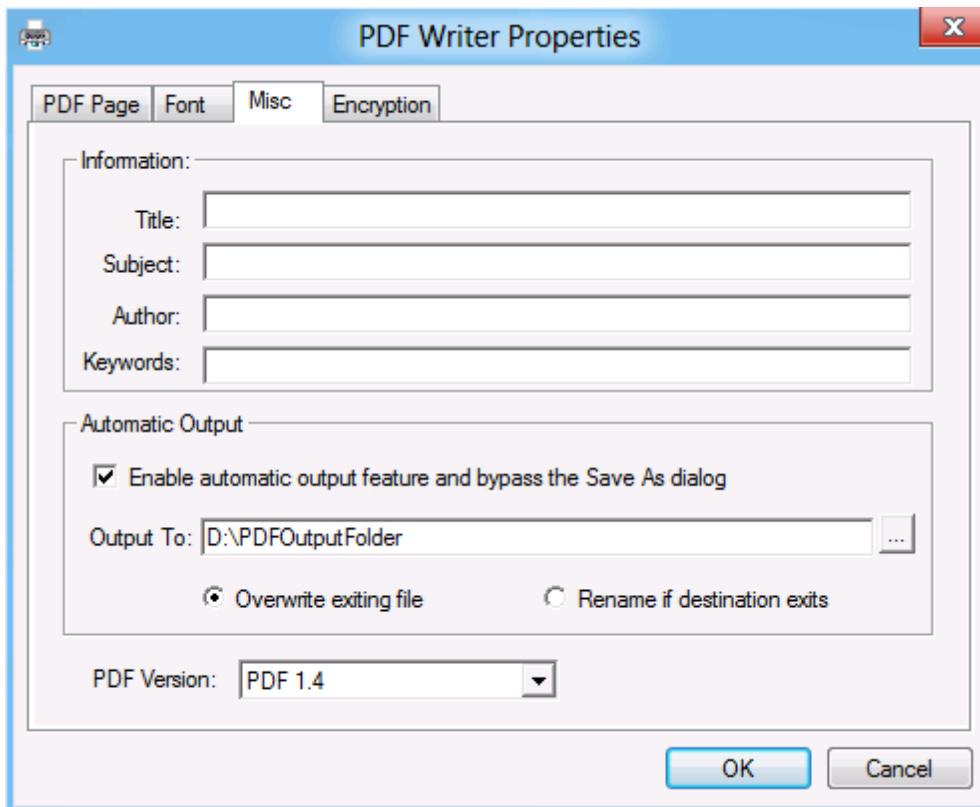 PDF Writer Properties
PDF Page Font Misc Encryption
Information:
Title:
Subject:
Author:
Keywords:
Automatic Output
Enable automatic output feature and bypass the Save As dialog
Output To: D:\PDFOutputFolder ...
Overwrite exiting file Rename if destination exits
PDF Version: PDF 1.4
OK Cancel